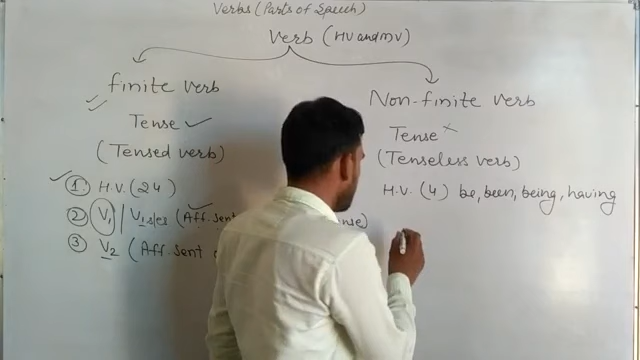 Verbs (Parts of Speech)
Verb (HV and MV)
finite verb
Tense ✓
(Tensed verb)
① H.V. (24)
② V₁ | V₁s/es (Aff. sent nse)
③ V₂ (Aff. sent
Non-finite verb
Tense ×
(Tenseless verb)
H.V. (4) be, been, being, having